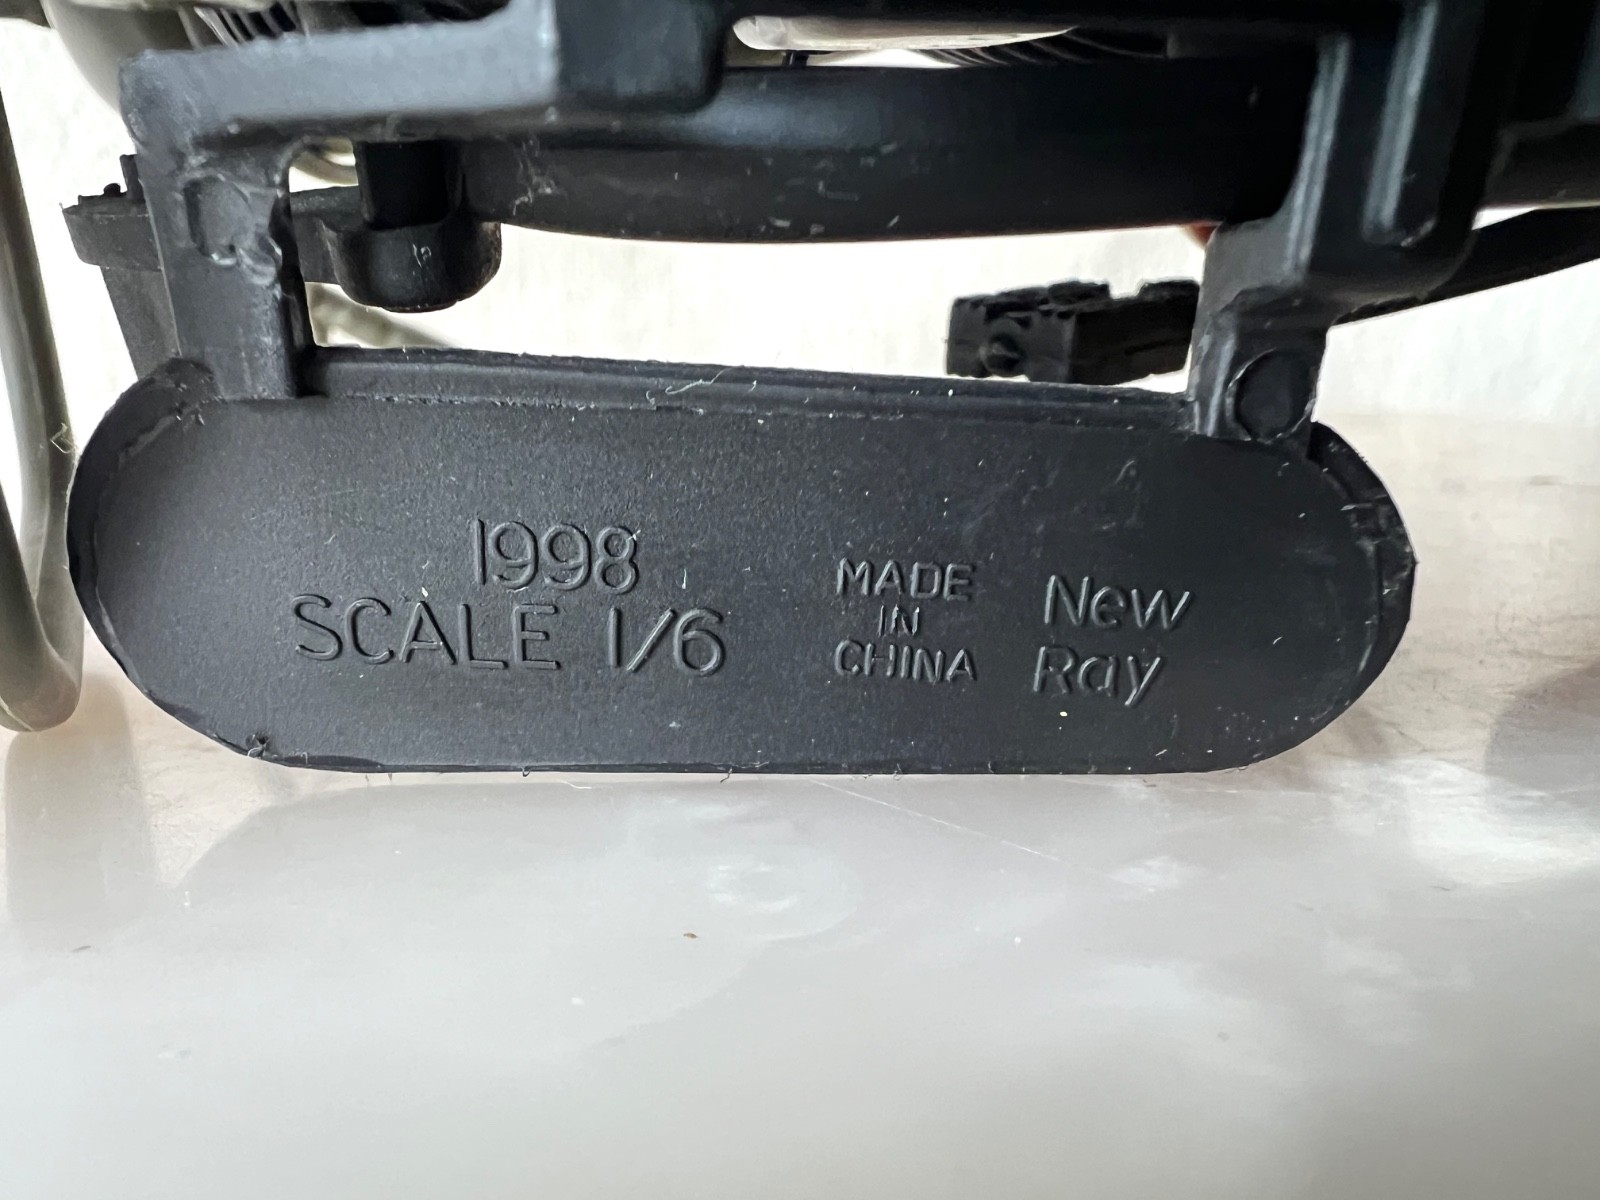 1998
SCALE 1/6
MADE
IN
CHINA
New
Ray